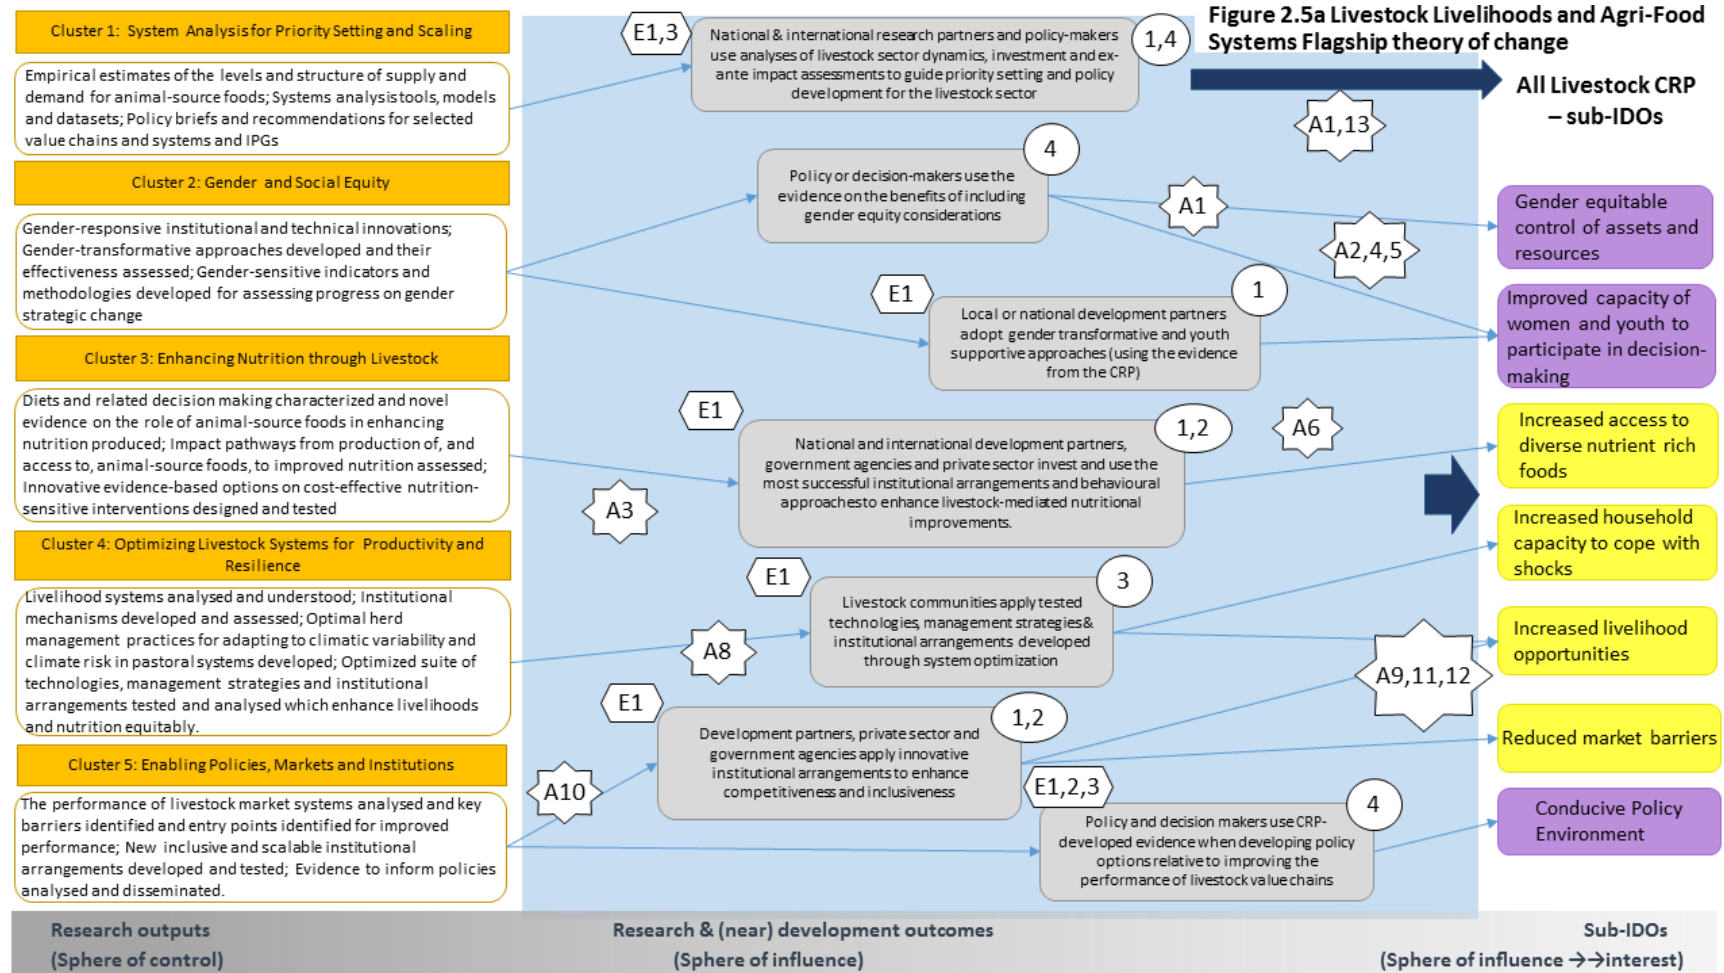 Figure 2.5a Livestock Livelihoods and Agri-Food
Systems Flagship theory of change
Cluster 1: System Analysis for Priority Setting and Scaling
Empirical estimates of the levels and structure of supply and
demand for animal-source foods; Systems analysis tools, models
and datasets; Policy briefs and recommendations for selected
value chains and systems and IPGs
Cluster 2: Gender and Social Equity
Gender-responsive institutional and technical innovations;
Gender-transformative approaches developed and their
effectiveness assessed; Gender-sensitive indicators and
methodologies developed for assessing progress on gender
strategic change
Cluster 3: Enhancing Nutrition through Livestock
Diets and related decision making characterized and novel
evidence on the role of animal-source foods in enhancing
nutrition produced; Impact pathways from production of, and
access to, animal-source foods, to improved nutrition assessed;
Innovative evidence-based options on cost-effective nutrition-
sensitive interventions designed and tested
Cluster 4: Optimizing Livestock Systems for Productivity and
Resilience
Livelihood systems analysed and understood; Institutional
mechanisms developed and assessed; Optimal herd
management practices for adapting to climatic variability and
climate risk in pastoral systems developed; Optimized suite of
technologies, management strategies and institutional
arrangements tested and analysed which enhance livelihoods
and nutrition equitably.
Cluster 5: Enabling Policies, Markets and Institutions
The performance of livestock market systems analysed and key
barriers identified and entry points identified for improved
performance; New inclusive and scalable institutional
arrangements developed and tested; Evidence to inform policies
analysed and disseminated.
E1,3
National & international research partners and policy-makers
use analyses of livestock sector dynamics, investment and ex-
ante impact assessments to guide priority setting and policy
development for the livestock sector
1,4
4
Policy or decision-makers use the
evidence on the benefits of including
gender equity considerations
E1
1
Local or national development partners
adopt gender transformative and youth
supportive approaches (using the evidence
from the CRP)
E1
1,2
National and international development partners,
government agencies and private sector invest and use the
most successful institutional arrangements and behavioural
approaches to enhance livestock-mediated nutritional
improvements.
A3
E1
3
Livestock communities apply tested
technologies, management strategies &
institutional arrangements developed
through system optimization
A8
E1
1,2
Development partners, private sector and
government agencies apply innovative
institutional arrangements to enhance
competitiveness and inclusiveness
A10
E1,2,3
4
Policy and decision makers use CRP-
developed evidence when developing policy
options relative to improving the
performance of livestock value chains
A1,13
A1
A2,4,5
A6
A9,11,12
All Livestock CRP
– sub-IDOs
Gender equitable
control of assets and
resources
Improved capacity of
women and youth to
participate in decision-
making
Increased access to
diverse nutrient rich
foods
Increased household
capacity to cope with
shocks
Increased livelihood
opportunities
Reduced market barriers
Conducive Policy
Environment
Research outputs
(Sphere of control)
Research & (near) development outcomes
(Sphere of influence)
Sub-IDOs
(Sphere of influence →→interest)